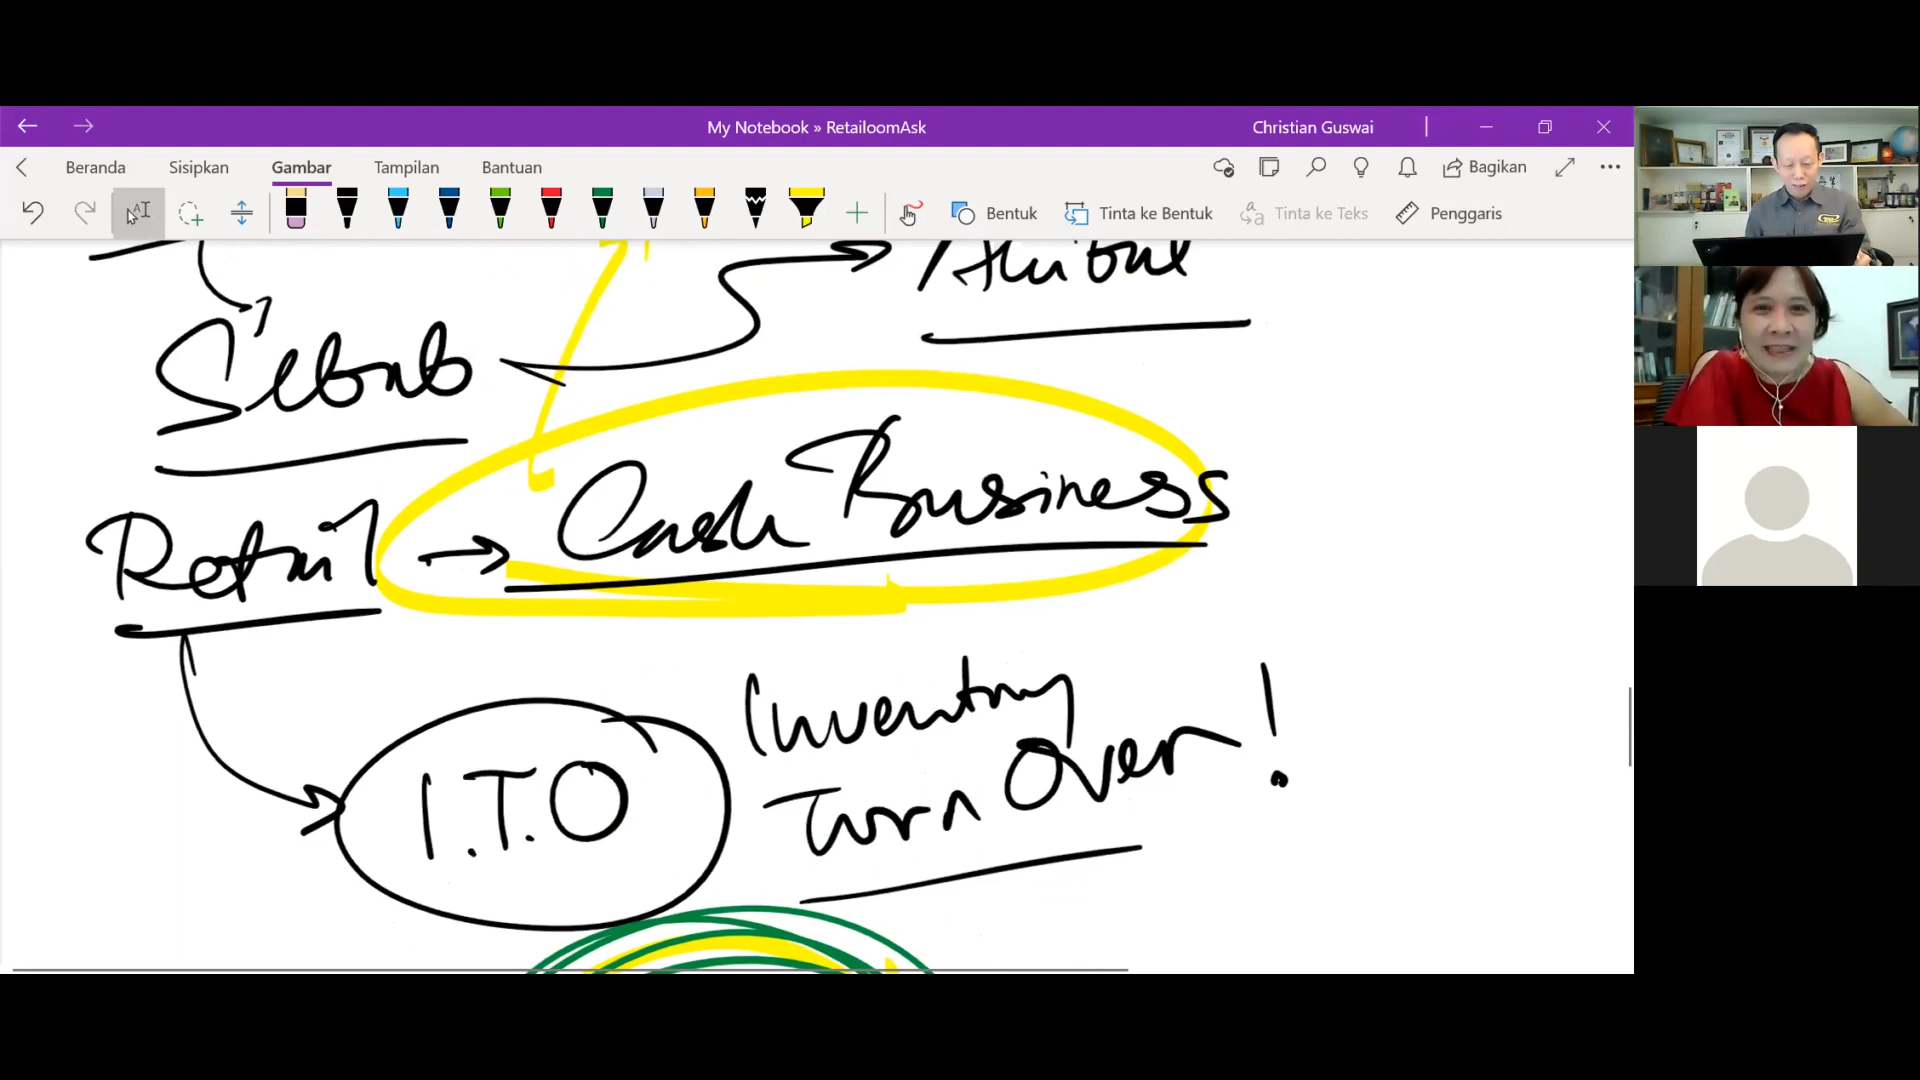 My Notebook » RetailoomAsk
Christian Guswai
Beranda Sisipkan Gambar Tampilan Bantuan
Bagikan
Bentuk Tinta ke Bentuk Tinta ke Teks Penggaris
Akibat
Sebab
Retail → Cash Business
I.T.O
Inventory
Turn Over!